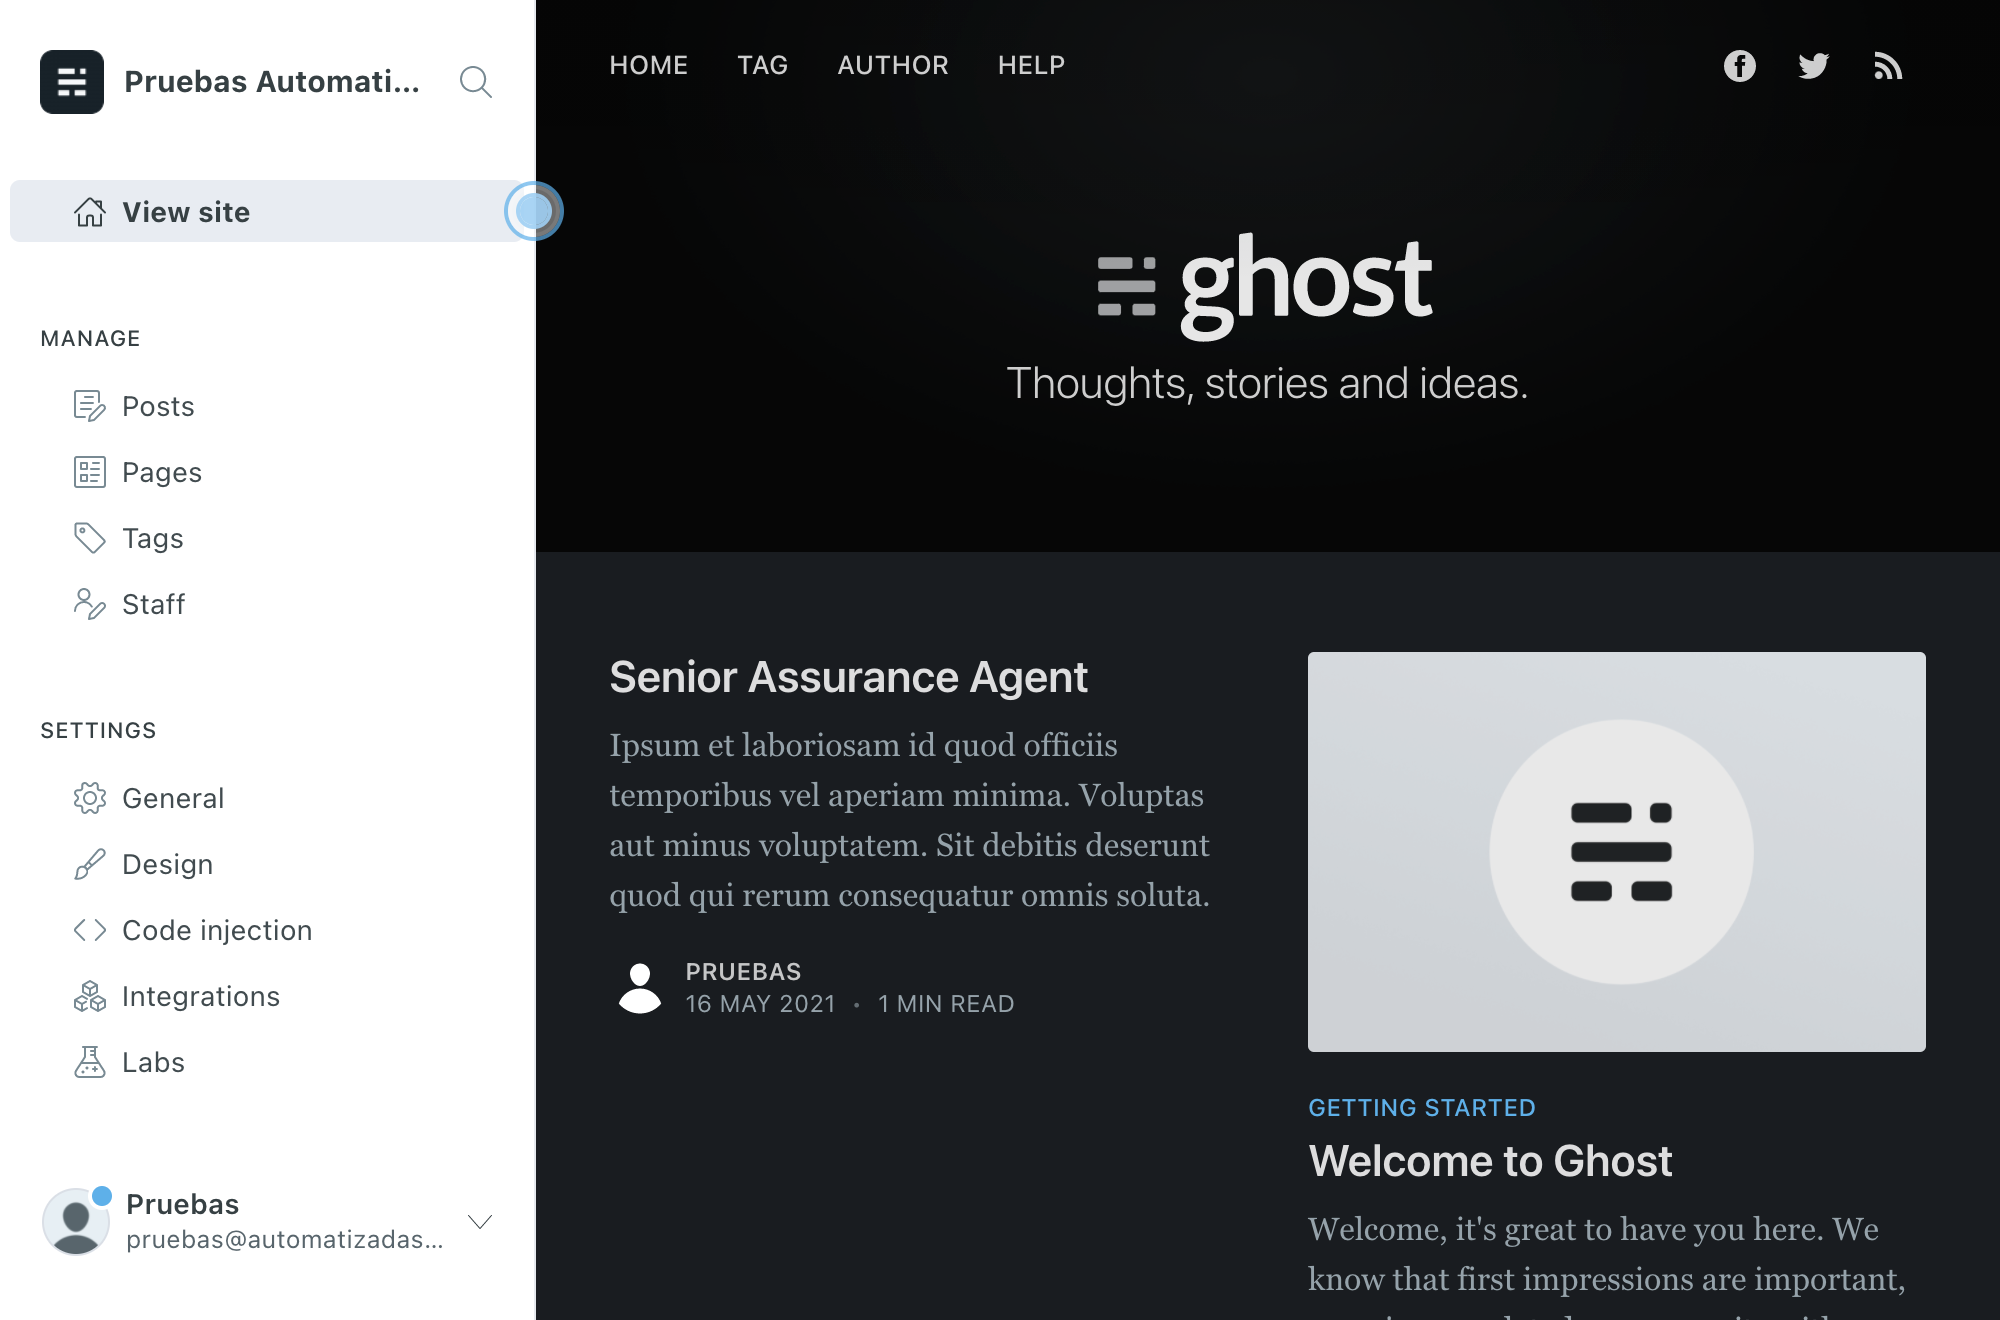 Pruebas Automati...
View site
MANAGE
Posts
Pages
Tags
Staff
SETTINGS
General
Design
Code injection
Integrations
Labs
Pruebas
pruebas@automatizadas...
HOME TAG AUTHOR HELP
ghost
Thoughts, stories and ideas.
Senior Assurance Agent
Ipsum et laboriosam id quod officiis
temporibus vel aperiam minima. Voluptas
aut minus voluptatem. Sit debitis deserunt
quod qui rerum consequatur omnis soluta.
PRUEBAS
16 MAY 2021 • 1 MIN READ
GETTING STARTED
Welcome to Ghost
Welcome, it's great to have you here. We
know that first impressions are important,